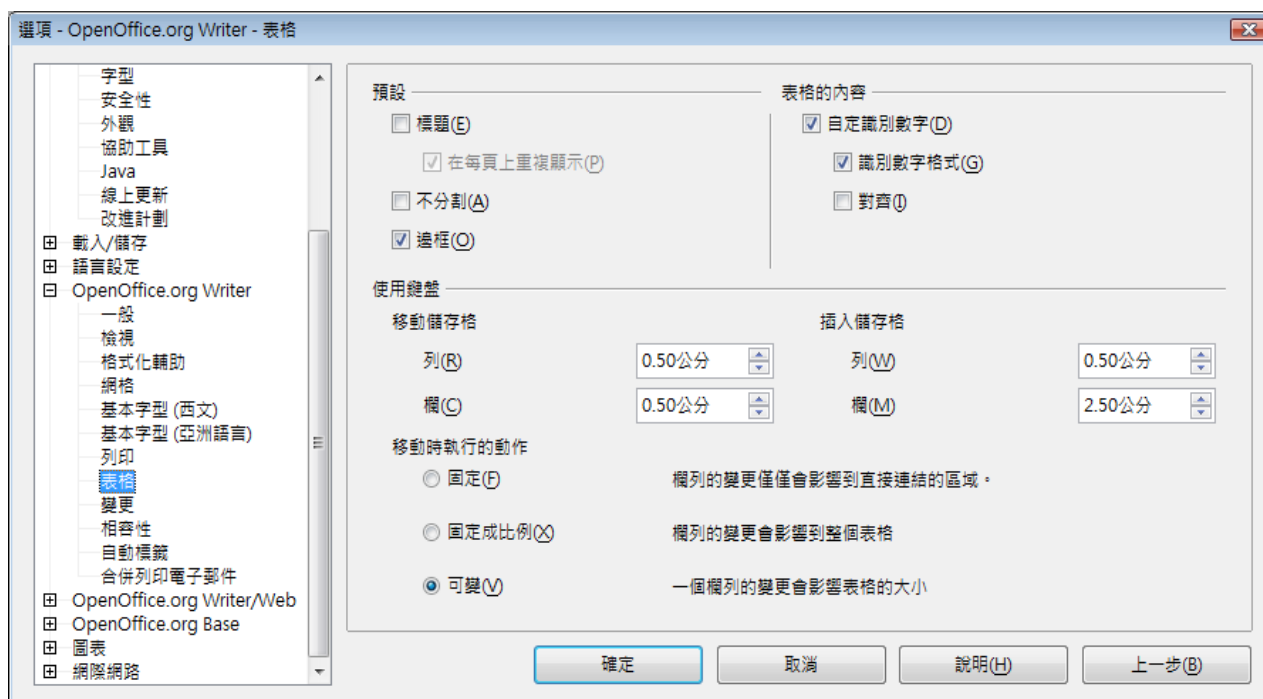 選項 - OpenOffice.org Writer - 表格
字型
安全性
外觀
協助工具
Java
線上更新
改進計劃
載入/儲存
語言設定
OpenOffice.org Writer
一般
檢視
格式化輔助
網格
基本字型 (西文)
基本字型 (亞洲語言)
列印
表格
變更
相容性
自動標籤
合併列印電子郵件
OpenOffice.org Writer/Web
OpenOffice.org Base
圖表
網際網路
預設
標題(E)
在每頁上重複顯示(P)
不分割(A)
邊框(O)
表格的內容
自定識別數字(D)
識別數字格式(G)
對齊(I)
使用鍵盤
移動儲存格
列(R) 0.50公分
欄(C) 0.50公分
插入儲存格
列(W) 0.50公分
欄(M) 2.50公分
移動時執行的動作
固定(F) 欄列的變更僅僅會影響到直接連結的區域。
固定成比例(X) 欄列的變更會影響到整個表格
可變(V) 一個欄列的變更會影響表格的大小
確定 取消 說明(H) 上一步(B)